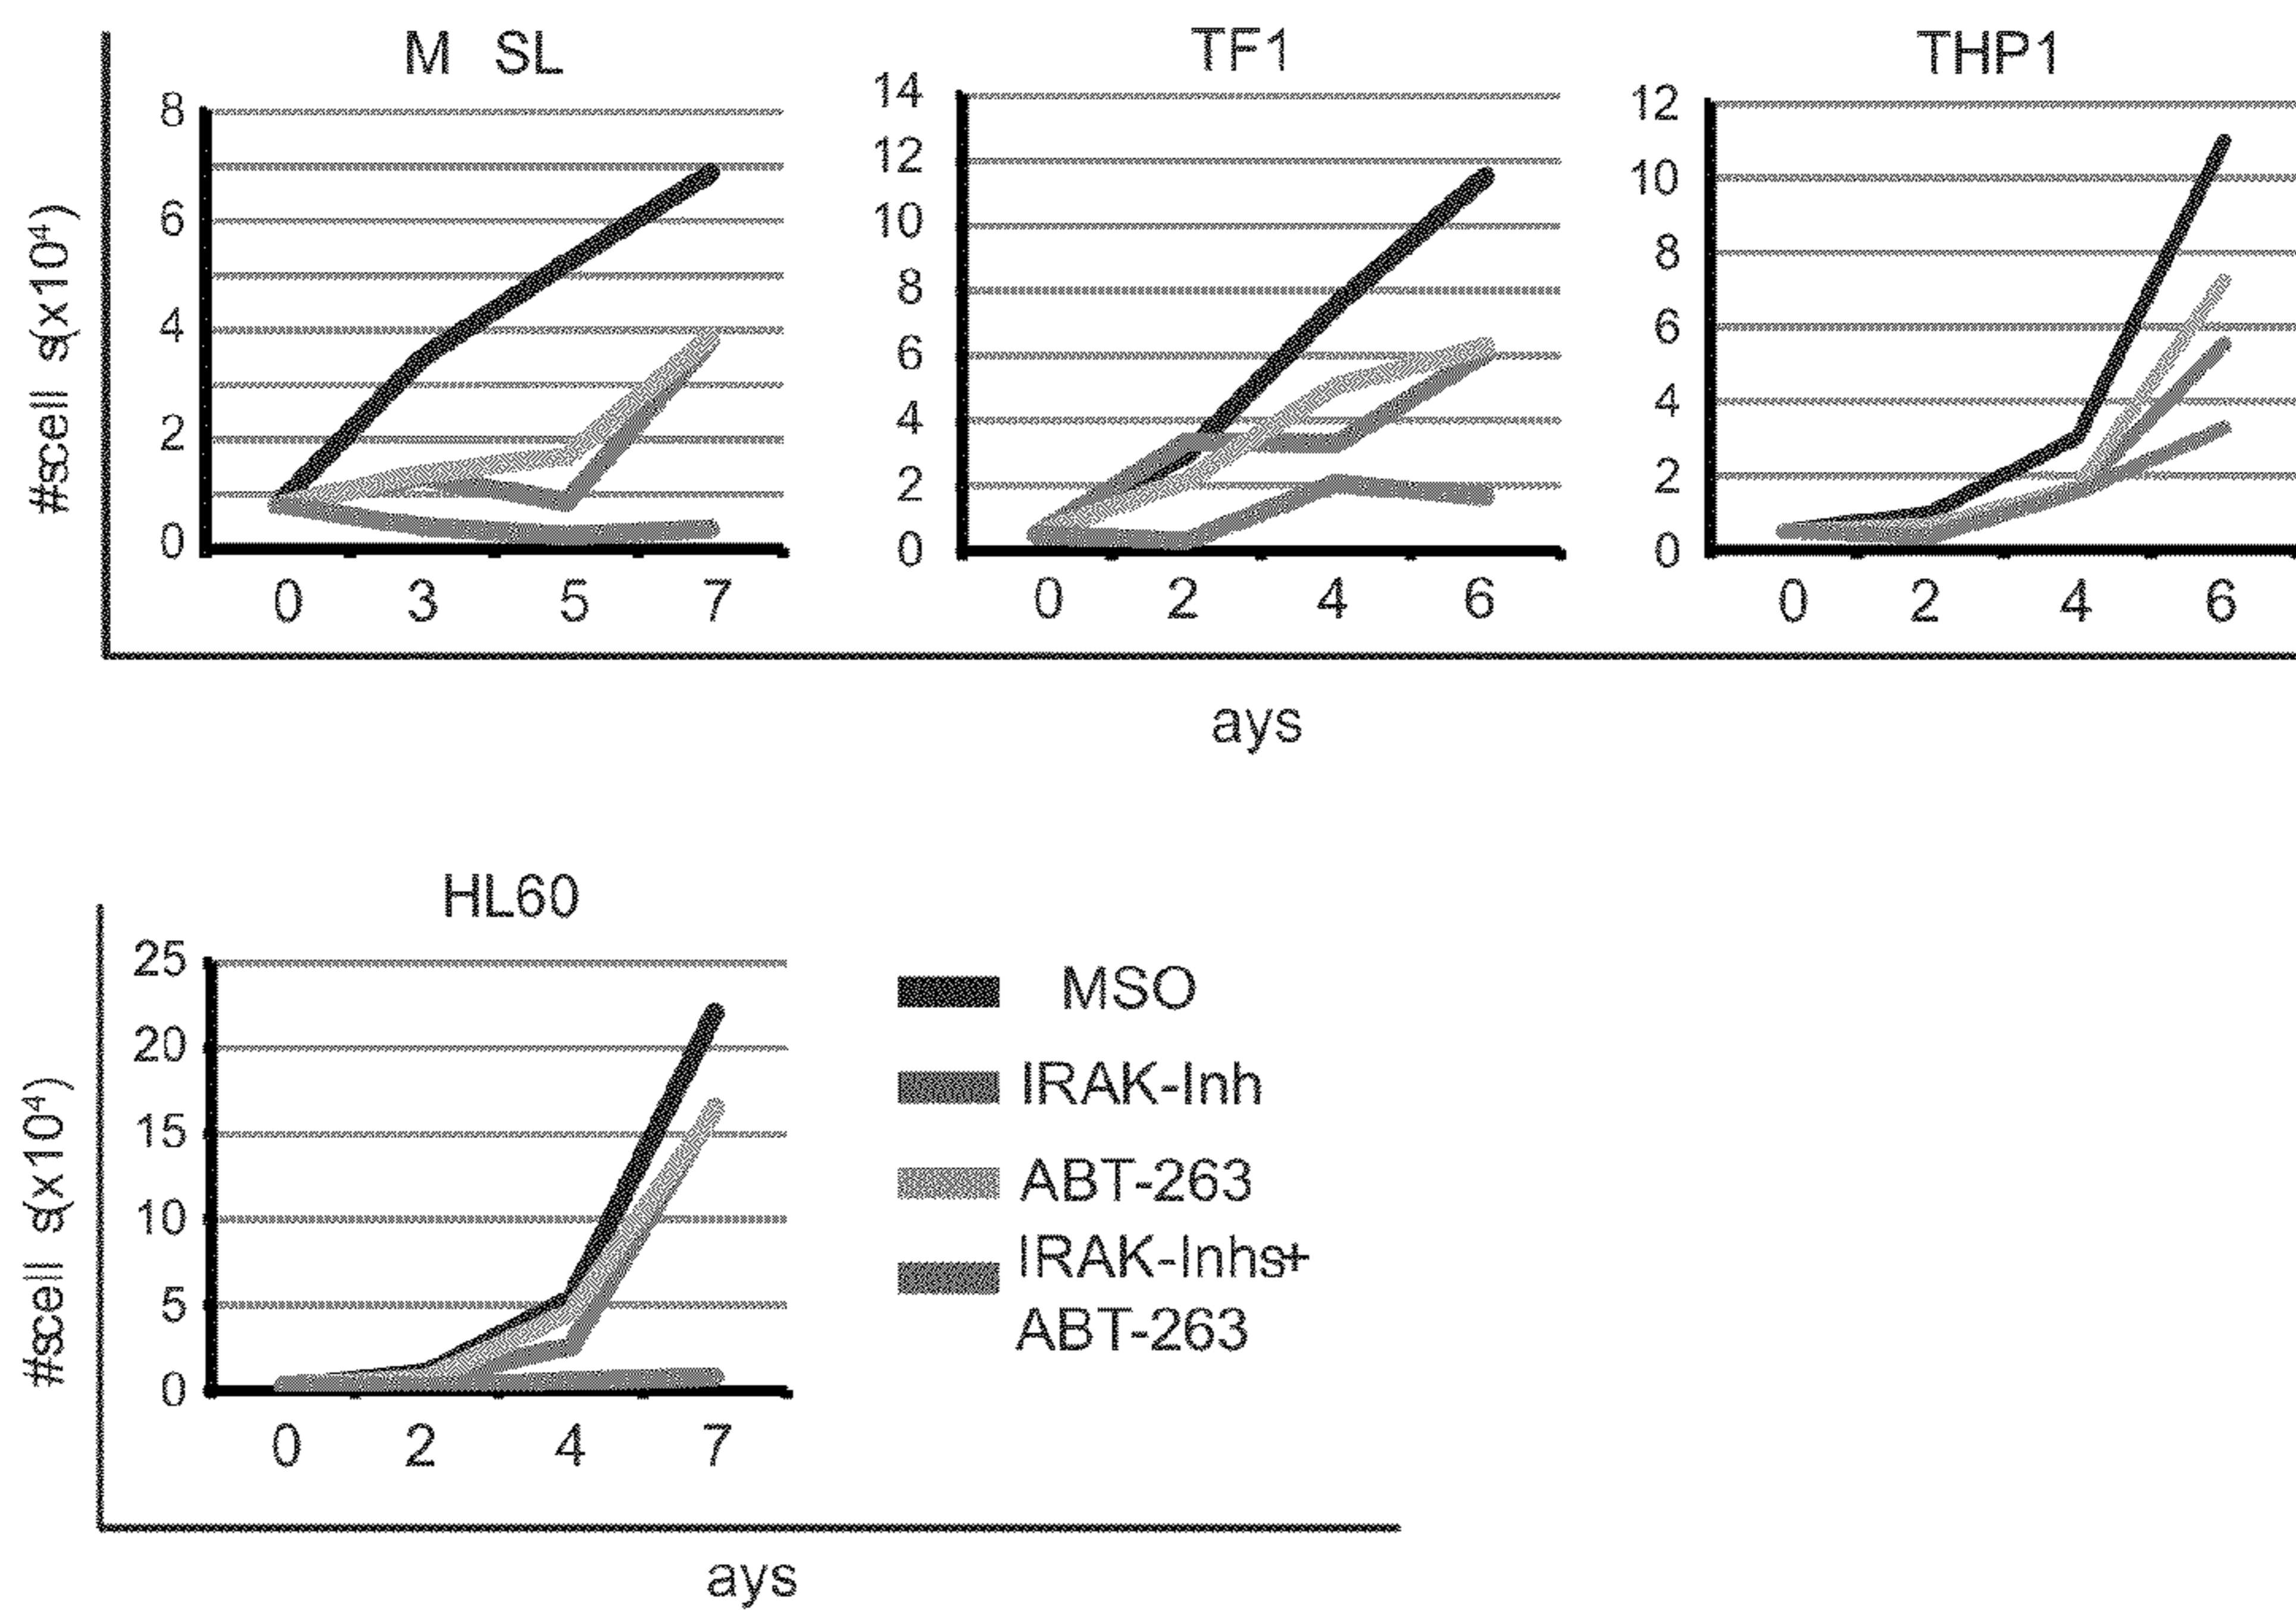 M SL
8
6
4
2
0
0 3 5 7
#scell s(x10⁴)
TF1
14
12
10
8
6
4
2
0
0 2 4 6
THP1
12
10
8
6
4
2
0
0 2 4 6
ays
HL60
25
20
15
10
5
0
0 2 4 7
#scell s(x10⁴)
ays
MSO
IRAK-Inh
ABT-263
IRAK-Inhs+
ABT-263